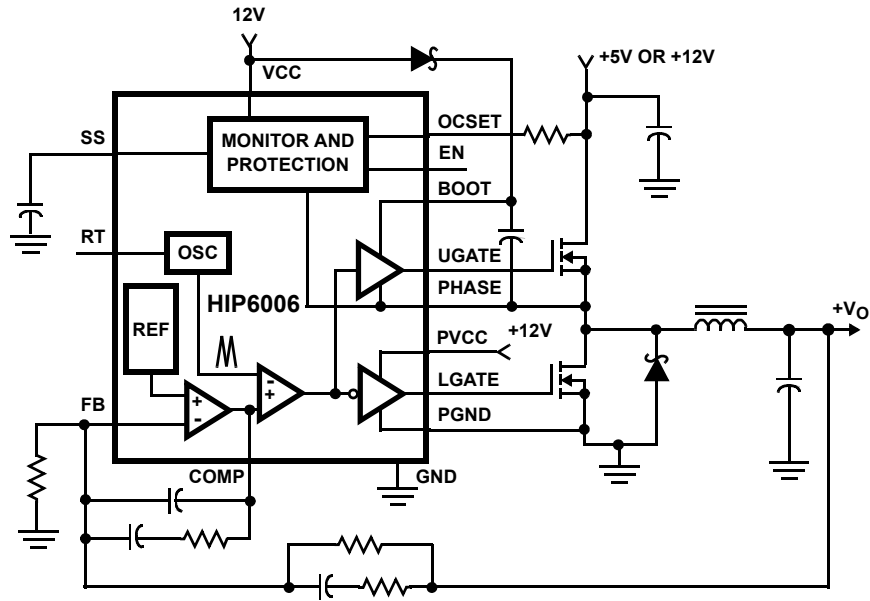 12V
VCC
+5V OR +12V
SS
MONITOR AND
PROTECTION
OCSET
EN
BOOT
RT
OSC
UGATE
HIP6006
PHASE
REF
+VO
PVCC
+12V
LGATE
FB
PGND
COMP
GND
+
-
-
+